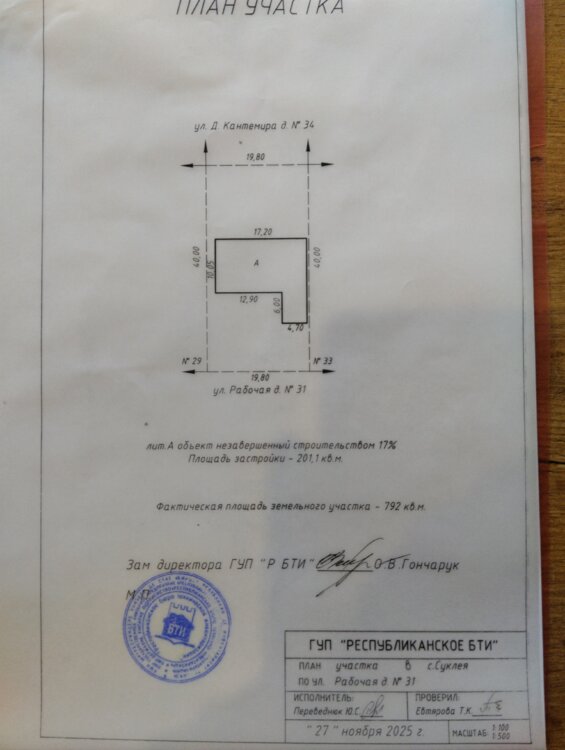 ПЛАН УЧАСТКА
ул. Д. Кантемира д. № 34
19,80
17,20
40,00
10,05
А
40,00
12,90
6,00
4,70
№ 29
№ 33
19,80
ул. Рабочая д. № 31
лит.А объект незавершенный строительством 17%
Площадь застройки - 201,1 кв.м.
Фактическая площадь земельного участка - 792 кв.м.
Зам директора ГУП "Р БТИ" О.В.Гончарук
М.П.
БТИ
ГУП "РЕСПУБЛИКАНСКОЕ БТИ"
ПЛАН участка в с.Суклея
ПО УЛ. Рабочая д. № 31
ИСПОЛНИТЕЛЬ: ПРОВЕРИЛ:
Переведнюк Ю.С. Евтярова Т.К.
"27" ноября 2025 г. МАСШТАБ: 1:100
1:500